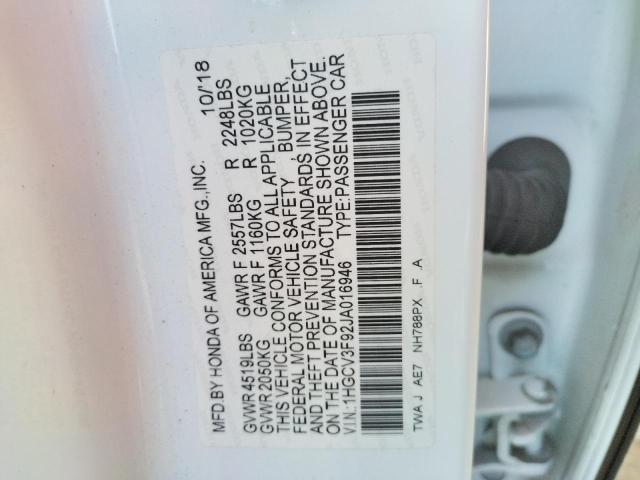 MFD.BY HONDA OF AMERICA MFG.,INC. 10/18
GVWR 4519LBS GAWR F 2557LBS R 2248LBS
GVWR 2050KG GAWR F 1160KG R 1020KG
THIS VEHICLE CONFORMS TO ALL APPLICABLE
FEDERAL MOTOR VEHICLE SAFETY, BUMPER,
AND THEFT PREVENTION STANDARDS IN EFFECT
ON THE DATE OF MANUFACTURE SHOWN ABOVE.
V.I.N.:1HGCV3F92JA016946 TYPE:PASSENGER CAR
TWA J AE7 NH788PX .F .A